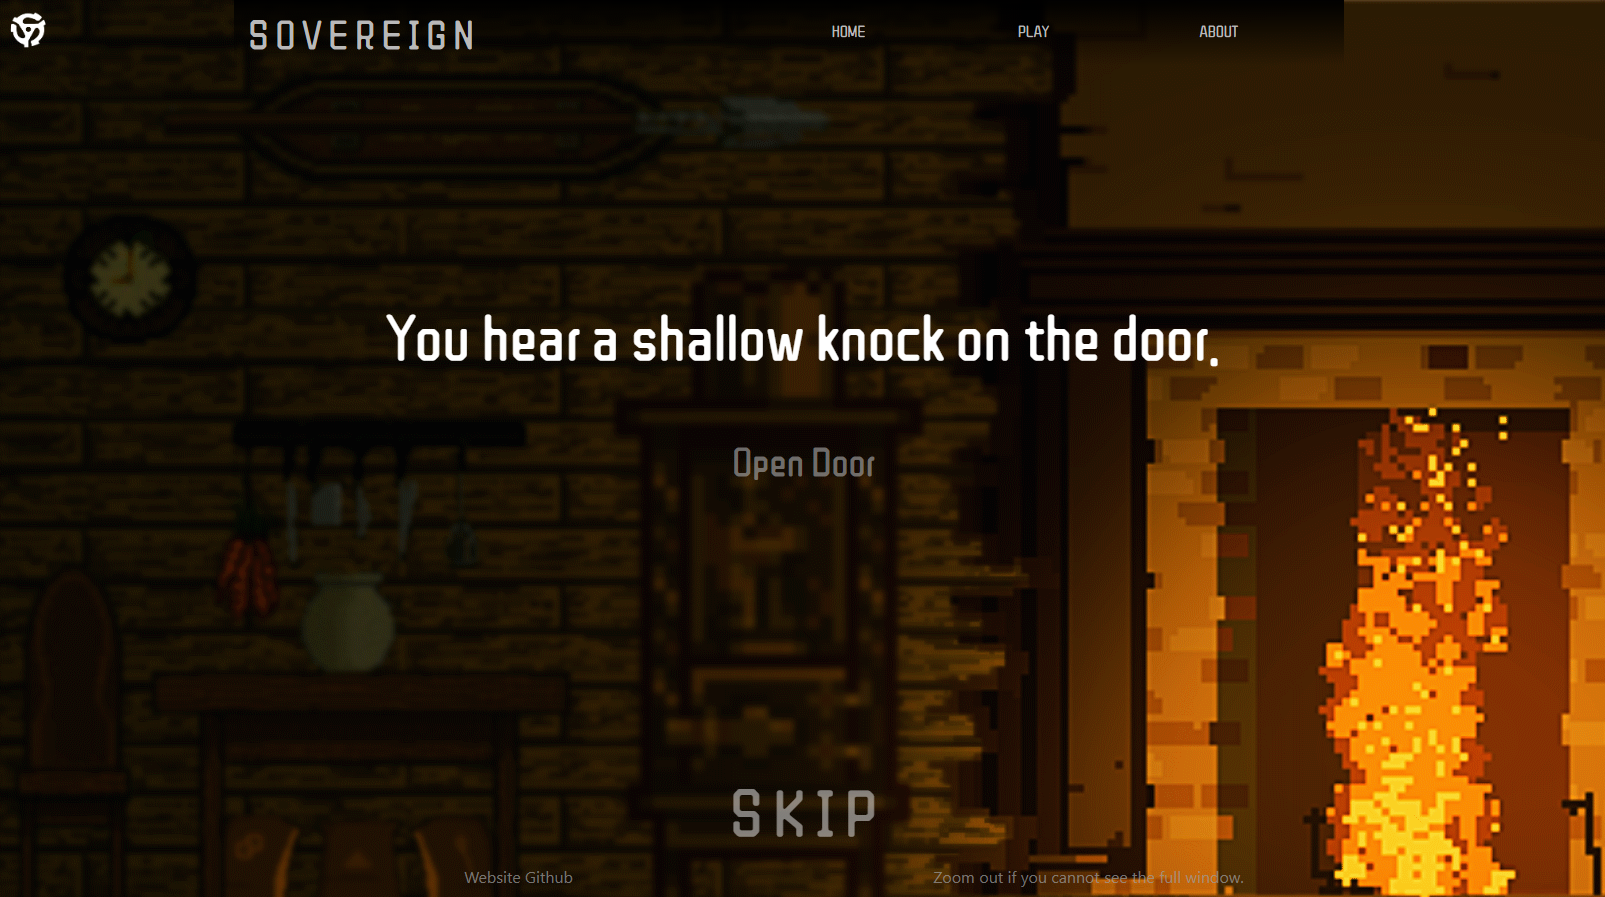 SOVEREIGN
HOME
PLAY
ABOUT
You hear a shallow knock on the door.
Open Door
SKIP
Website Github
Zoom out if you cannot see the full window.